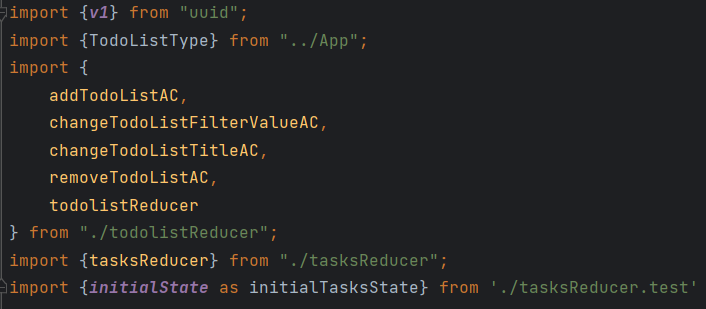 import {v1} from "uuid";
import {TodoListType} from "../App";
import {
    addTodoListAC,
    changeTodoListFilterValueAC,
    changeTodoListTitleAC,
    removeTodoListAC,
    todolistReducer
} from "./todolistReducer";
import {tasksReducer} from "./tasksReducer";
import {initialState as initialTasksState} from './tasksReducer.test'